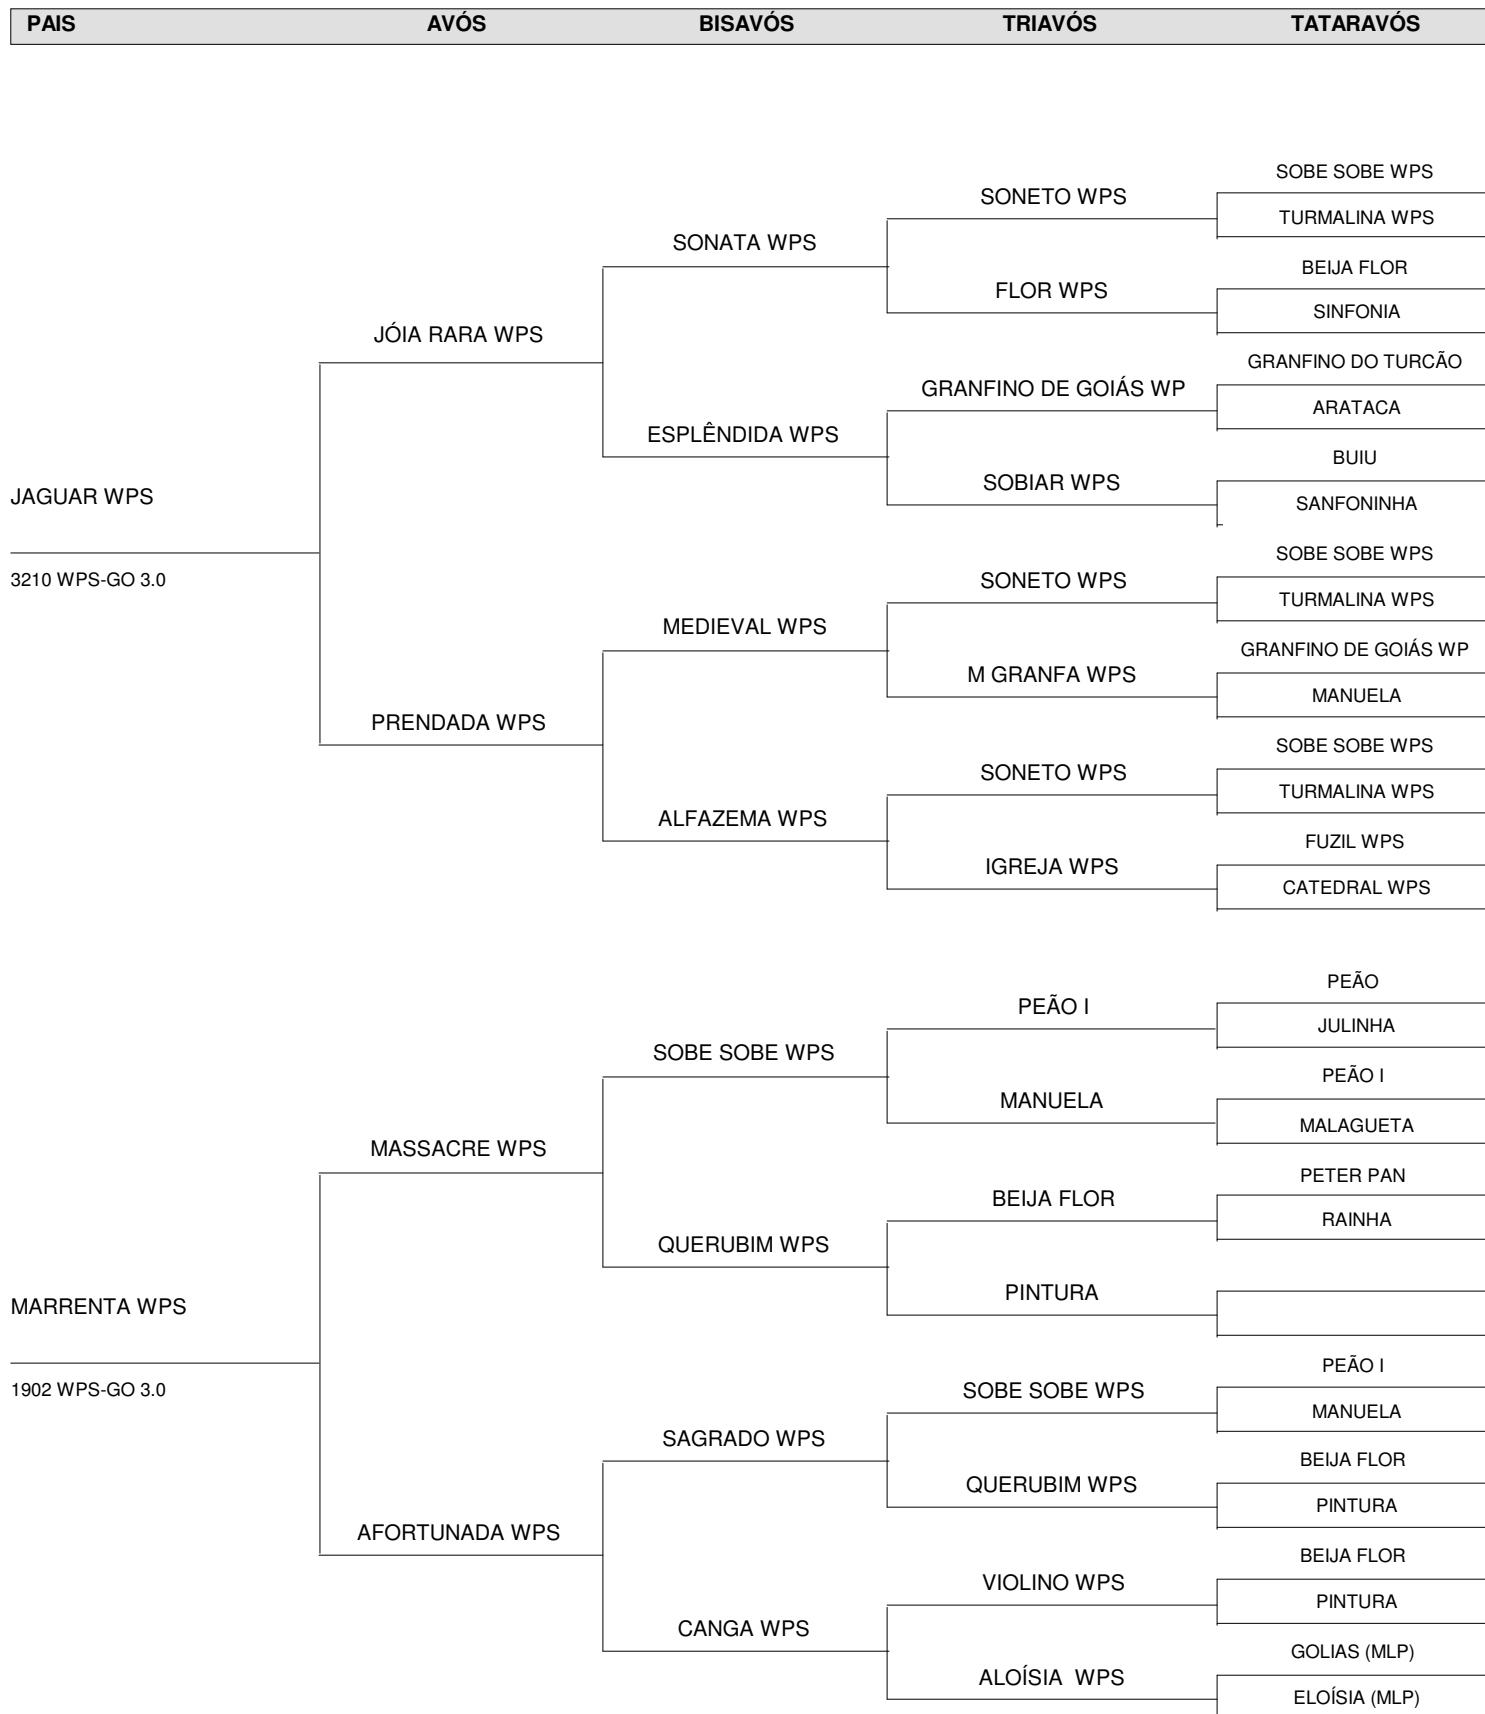 PAIS AVÓS BISAVÓS TRIAVÓS TATARAVÓS
SOBE SOBE WPS
SONETO WPS
TURMALINA WPS
SONATA WPS
BEIJA FLOR
FLOR WPS
SINFONIA
JÓIA RARA WPS
GRANFINO DO TURCÃO
GRANFINO DE GOIÁS WP
ARATACA
ESPLÊNDIDA WPS
BUIU
SOBIAR WPS
JAGUAR WPS
SANFONINHA
SOBE SOBE WPS
3210 WPS-GO 3.0
SONETO WPS
TURMALINA WPS
MEDIEVAL WPS
GRANFINO DE GOIÁS WP
M GRANFA WPS
MANUELA
PRENDADA WPS
SOBE SOBE WPS
SONETO WPS
TURMALINA WPS
ALFAZEMA WPS
FUZIL WPS
IGREJA WPS
CATEDRAL WPS
PEÃO
PEÃO I
JULINHA
SOBE SOBE WPS
PEÃO I
MANUELA
MALAGUETA
MASSACRE WPS
PETER PAN
BEIJA FLOR
RAINHA
QUERUBIM WPS
PINTURA
MARRENTA WPS
PEÃO I
1902 WPS-GO 3.0
SOBE SOBE WPS
MANUELA
SAGRADO WPS
BEIJA FLOR
QUERUBIM WPS
PINTURA
AFORTUNADA WPS
BEIJA FLOR
VIOLINO WPS
PINTURA
CANGA WPS
GOLIAS (MLP)
ALOÍSIA WPS
ELOÍSIA (MLP)